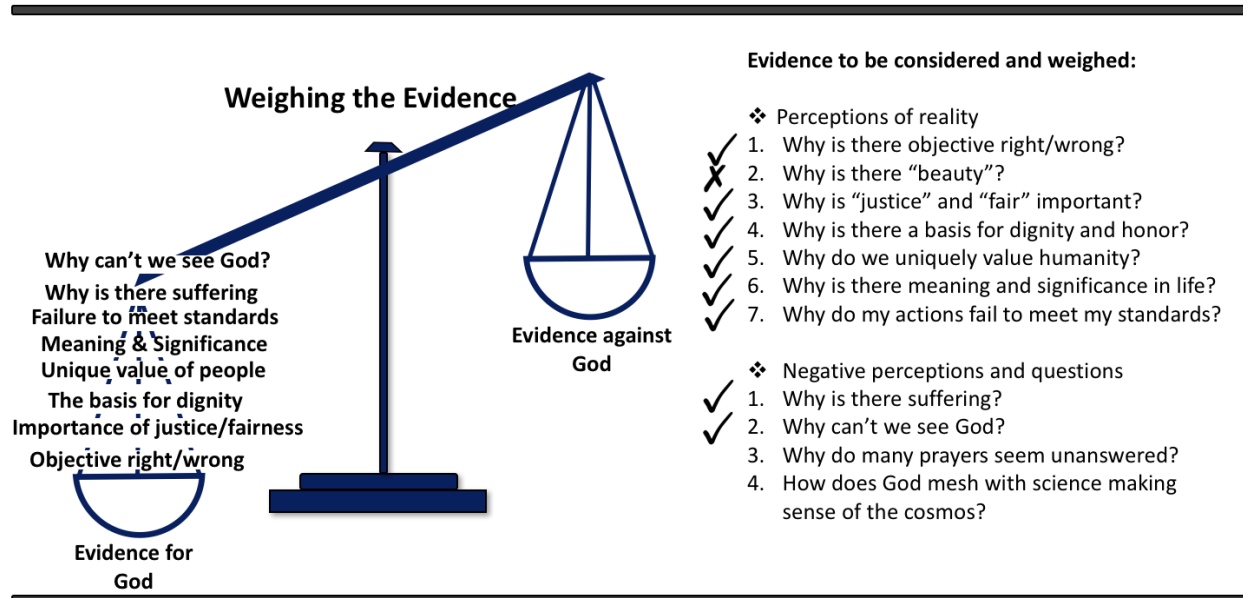 Weighing the Evidence
Why can’t we see God?
Why is there suffering
Failure to meet standards
Meaning & Significance
Unique value of people
The basis for dignity
Importance of justice/fairness
Objective right/wrong
Evidence for
God
Evidence against
God
Evidence to be considered and weighed:
❖ Perceptions of reality
✓ 1. Why is there objective right/wrong?
✗ 2. Why is there “beauty”?
✓ 3. Why is “justice” and “fair” important?
✓ 4. Why is there a basis for dignity and honor?
✓ 5. Why do we uniquely value humanity?
✓ 6. Why is there meaning and significance in life?
✓ 7. Why do my actions fail to meet my standards?
❖ Negative perceptions and questions
✓ 1. Why is there suffering?
✓ 2. Why can’t we see God?
3. Why do many prayers seem unanswered?
4. How does God mesh with science making
sense of the cosmos?